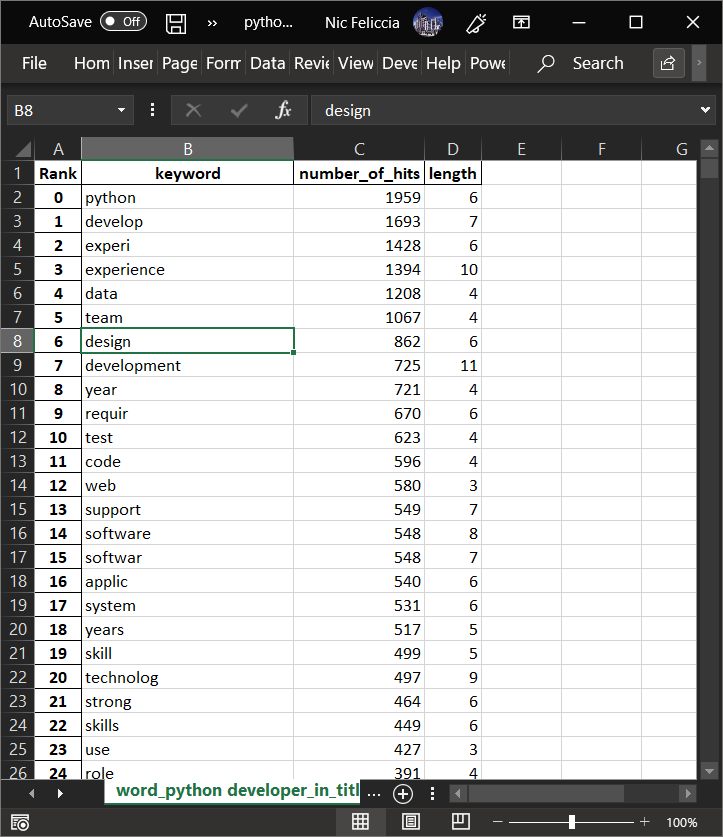 AutoSave Off » pytho... Nic Feliccia
File Hom Inser Page Form Data Revie View Deve Help Powe Search
B8 fx design
A B C D E F G
1 Rank keyword number_of_hits length
2 0 python 1959 6
3 1 develop 1693 7
4 2 experi 1428 6
5 3 experience 1394 10
6 4 data 1208 4
7 5 team 1067 4
8 6 design 862 6
9 7 development 725 11
10 8 year 721 4
11 9 requir 670 6
12 10 test 623 4
13 11 code 596 4
14 12 web 580 3
15 13 support 549 7
16 14 software 548 8
17 15 softwar 548 7
18 16 applic 540 6
19 17 system 531 6
20 18 years 517 5
21 19 skill 499 5
22 20 technolog 497 9
23 21 strong 464 6
24 22 skills 449 6
25 23 use 427 3
26 24 role 391 4
word_python developer_in_titl ...
100%